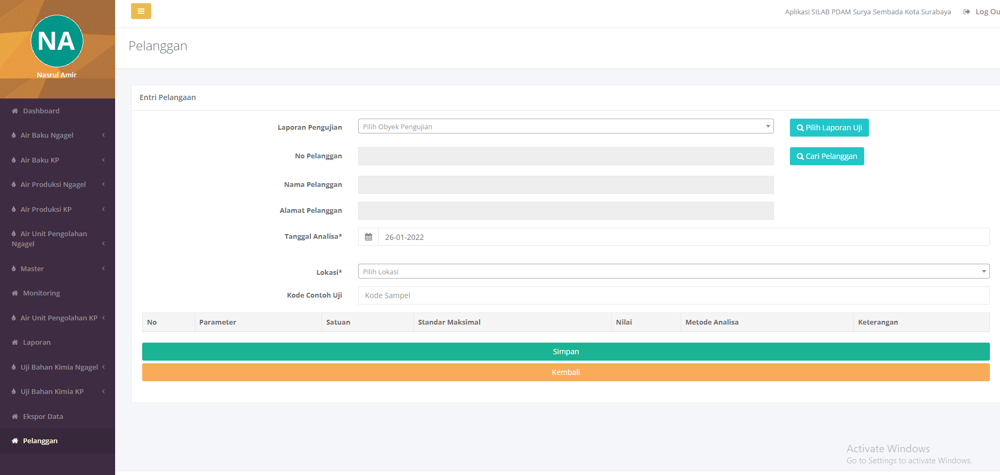 NA
Nasrul Amir
Dashboard
Air Baku Ngagel
Air Baku KP
Air Produksi Ngagel
Air Produksi KP
Air Unit Pengolahan
Ngagel
Master
Monitoring
Air Unit Pengolahan KP
Laporan
Uji Bahan Kimia Ngagel
Uji Bahan Kimia KP
Ekspor Data
Pelanggan
Aplikasi SILAB PDAM Surya Sembada Kota Surabaya Log Ou
Pelanggan
Entri Pelangaan
Laporan Pengujian Pilih Obyek Pengujian Pilih Laporan Uji
No Pelanggan Cari Pelanggan
Nama Pelanggan
Alamat Pelanggan
Tanggal Analisa* 26-01-2022
Lokasi* Pilih Lokasi
Kode Contoh Uji Kode Sampel
No Parameter Satuan Standar Maksimal Nilai Metode Analisa Keterangan
Simpan
Kembali
Activate Windows
Go to Settings to activate Windows.